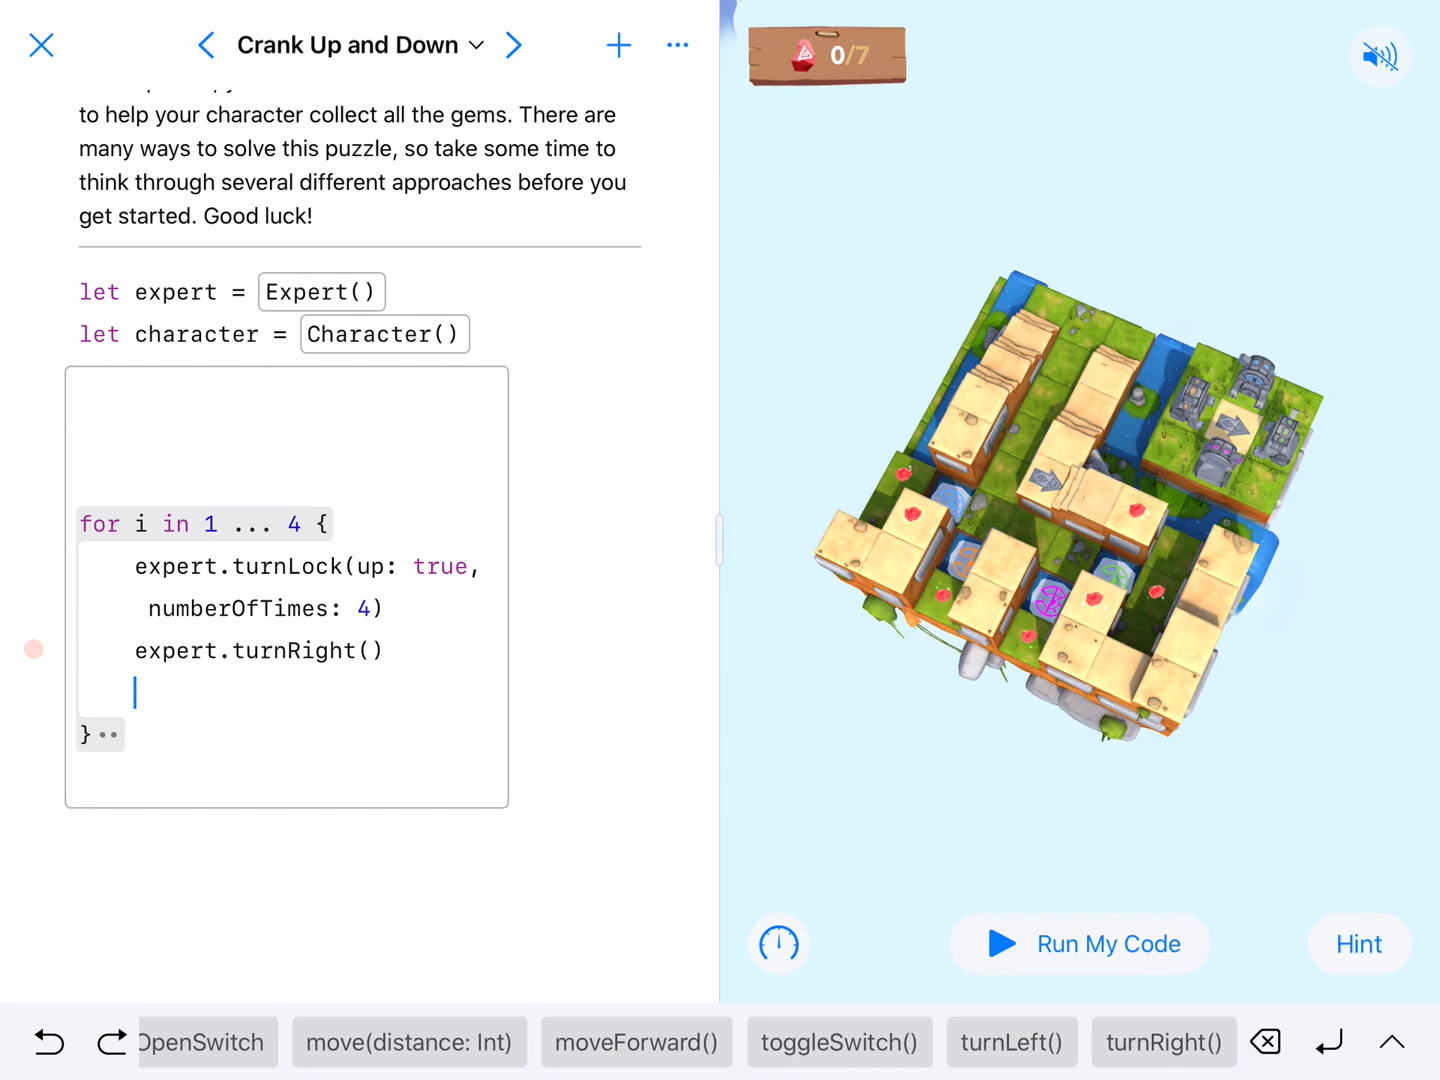 Crank Up and Down
0/7
to help your character collect all the gems. There are
many ways to solve this puzzle, so take some time to
think through several different approaches before you
get started. Good luck!
let expert = Expert()
let character = Character()
for i in 1 ... 4 {
expert.turnLock(up: true,
numberOfTimes: 4)
expert.turnRight()
}
Run My Code
Hint
OpenSwitch
move(distance: Int)
moveForward()
toggleSwitch()
turnLeft()
turnRight()